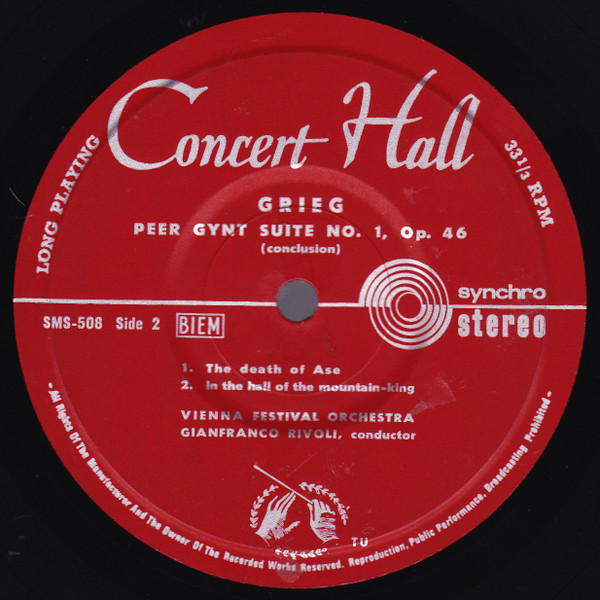 Concert Hall
LONG PLAYING
33 1/3 RPM
GRIEG
PEER GYNT SUITE NO. 1, Op. 46
(conclusion)
synchro
stereo
SMS-508 Side 2 BIEM
1. The death of Ase
2. In the hall of the mountain-king
VIENNA FESTIVAL ORCHESTRA
GIANFRANCO RIVOLI, conductor
TU
- All Rights Of The Manufacturer And The Owner Of The Recorded Works Reserved. Reproduction, Public Performance, Broadcasting Prohibited -